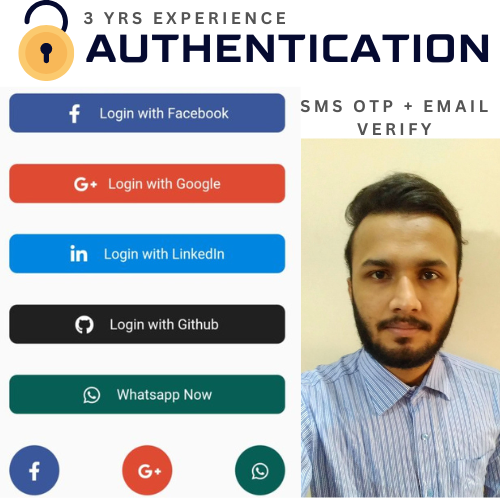 3 YRS EXPERIENCE
AUTHENTICATION
SMS OTP + EMAIL
VERIFY
Login with Facebook
G+ Login with Google
in Login with LinkedIn
Login with Github
Whatsapp Now
G+